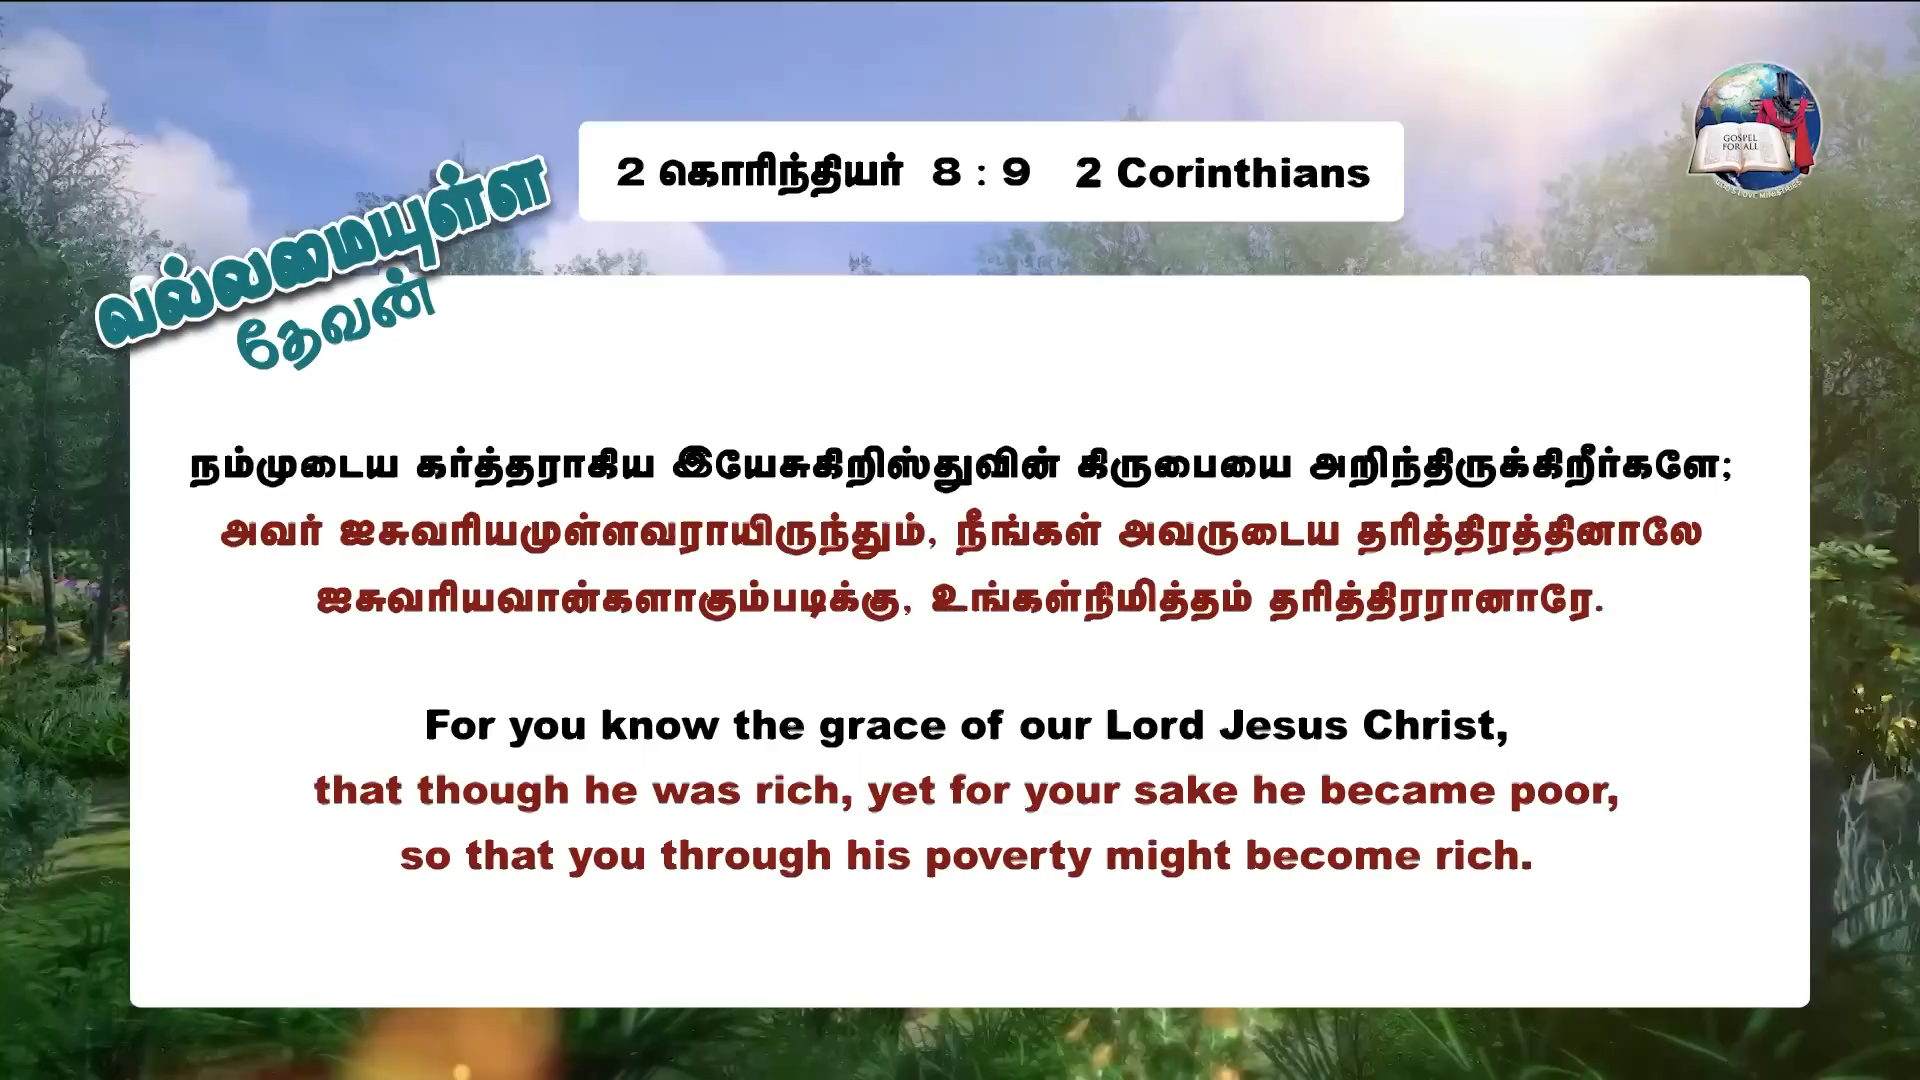 2 கொரிந்தியர் 8 : 9 2 Corinthians
GOSPEL
FOR ALL
வல்லமையுள்ள
தேவன்
நம்முடைய கர்த்தராகிய இயேசுகிறிஸ்துவின் கிருபையை அறிந்திருக்கிறீர்களே;
அவர் ஐசுவரியமுள்ளவராயிருந்தும், நீங்கள் அவருடைய தரித்திரத்தினாலே
ஐசுவரியவான்களாகும்படிக்கு, உங்கள்நிமித்தம் தரித்திரரானாரே.
For you know the grace of our Lord Jesus Christ,
that though he was rich, yet for your sake he became poor,
so that you through his poverty might become rich.